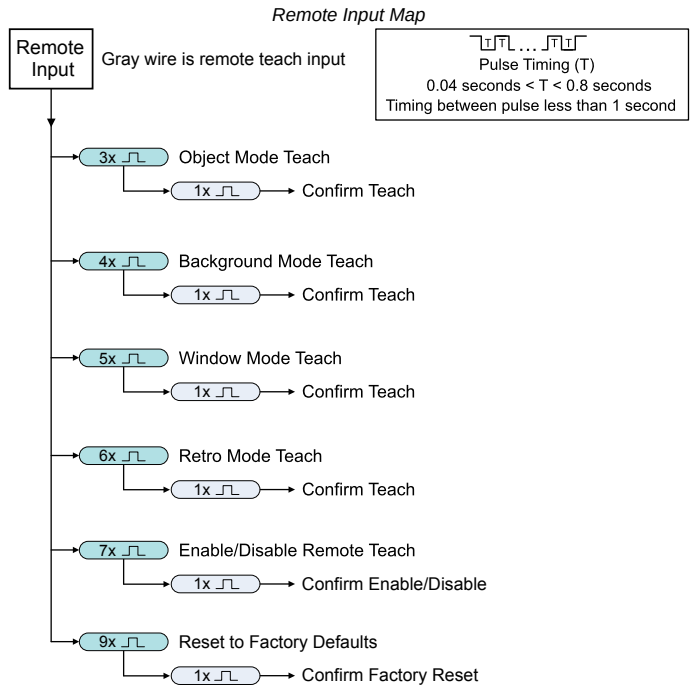 Remote Input Map
Remote
Input
Gray wire is remote teach input
T T ... T T
Pulse Timing (T)
0.04 seconds < T < 0.8 seconds
Timing between pulse less than 1 second
3x Object Mode Teach
1x Confirm Teach
4x Background Mode Teach
1x Confirm Teach
5x Window Mode Teach
1x Confirm Teach
6x Retro Mode Teach
1x Confirm Teach
7x Enable/Disable Remote Teach
1x Confirm Enable/Disable
9x Reset to Factory Defaults
1x Confirm Factory Reset